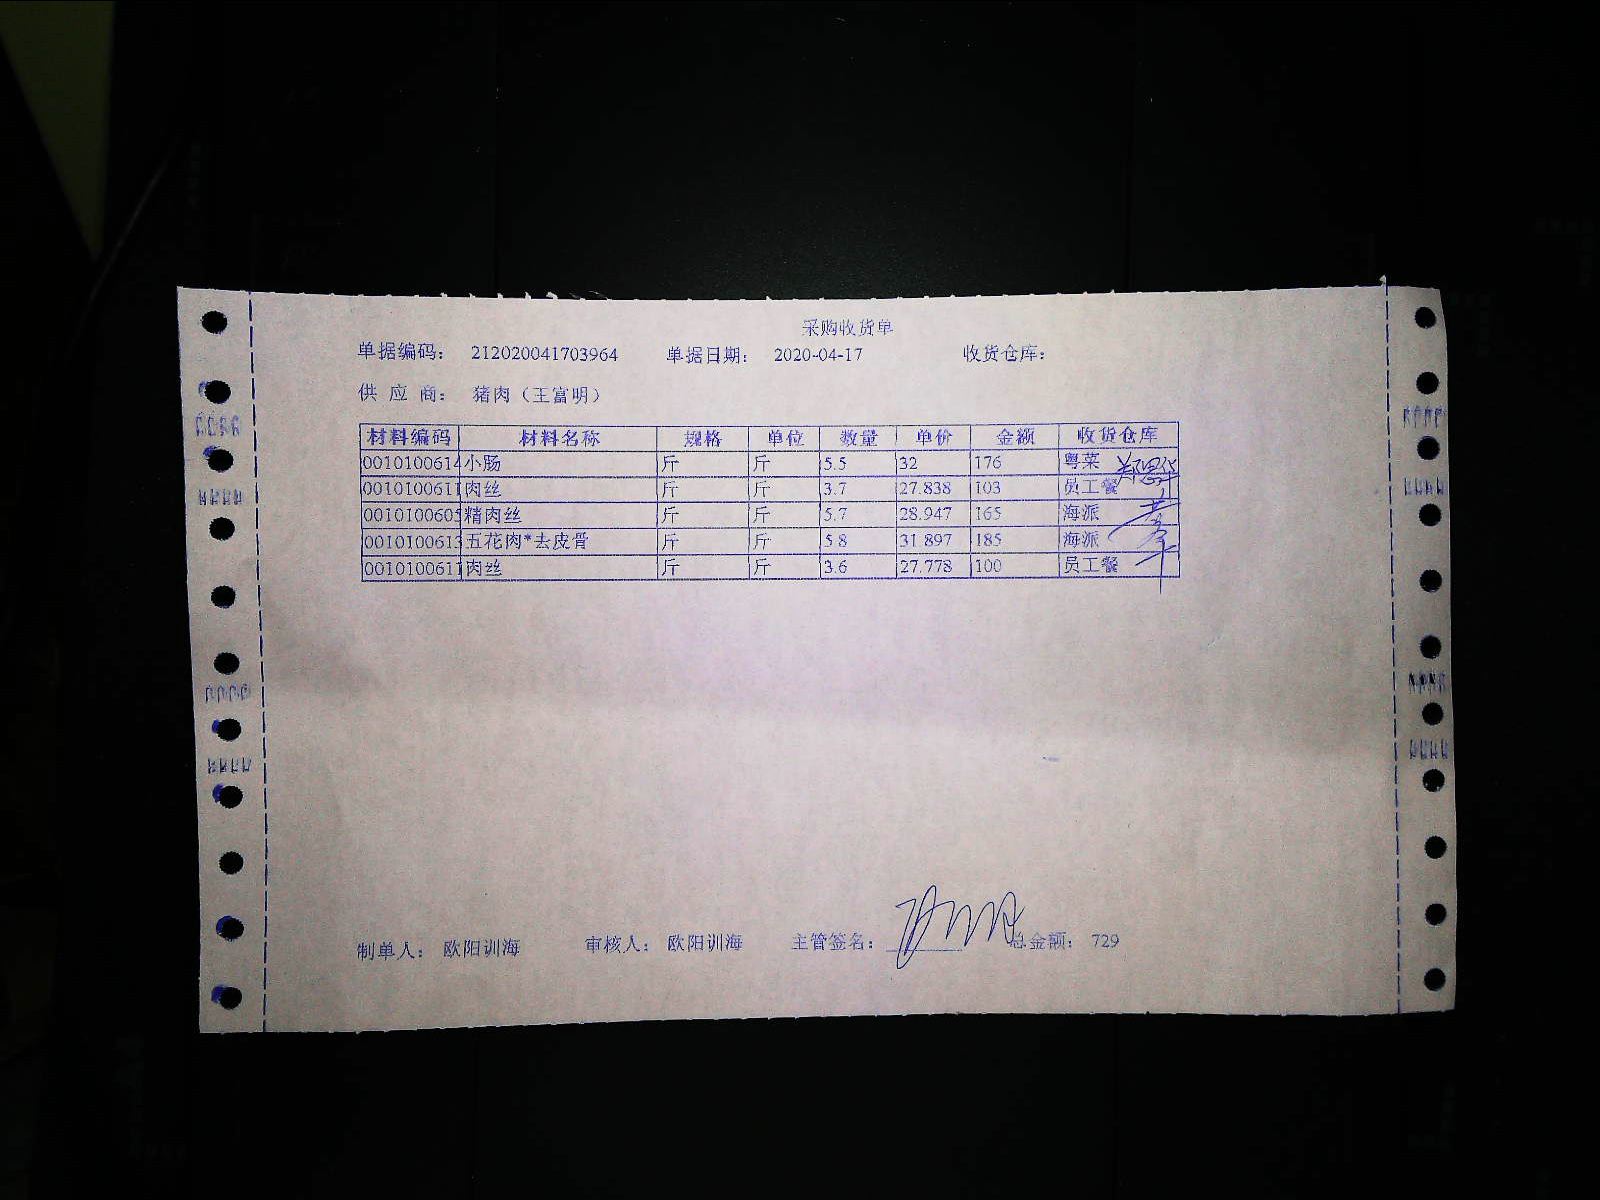 采购收货单
单据编码: 212020041703964 单据日期: 2020-04-17 收货仓库:
供 应 商: 猪肉（王富明）
材料编码 材料名称 规格 单位 数量 单价 金额 收货仓库
0010100614 小肠 斤 斤 5.5 32 176 粤菜
0010100611 肉丝 斤 斤 3.7 27.838 103 员工餐
0010100605 精肉丝 斤 斤 5.7 28.947 165 海派
0010100613 五花肉*去皮骨 斤 斤 5.8 31.897 185 海派
0010100611 肉丝 斤 斤 3.6 27.778 100 员工餐
制单人: 欧阳训海 审核人: 欧阳训海 主管签名: 总金额: 729